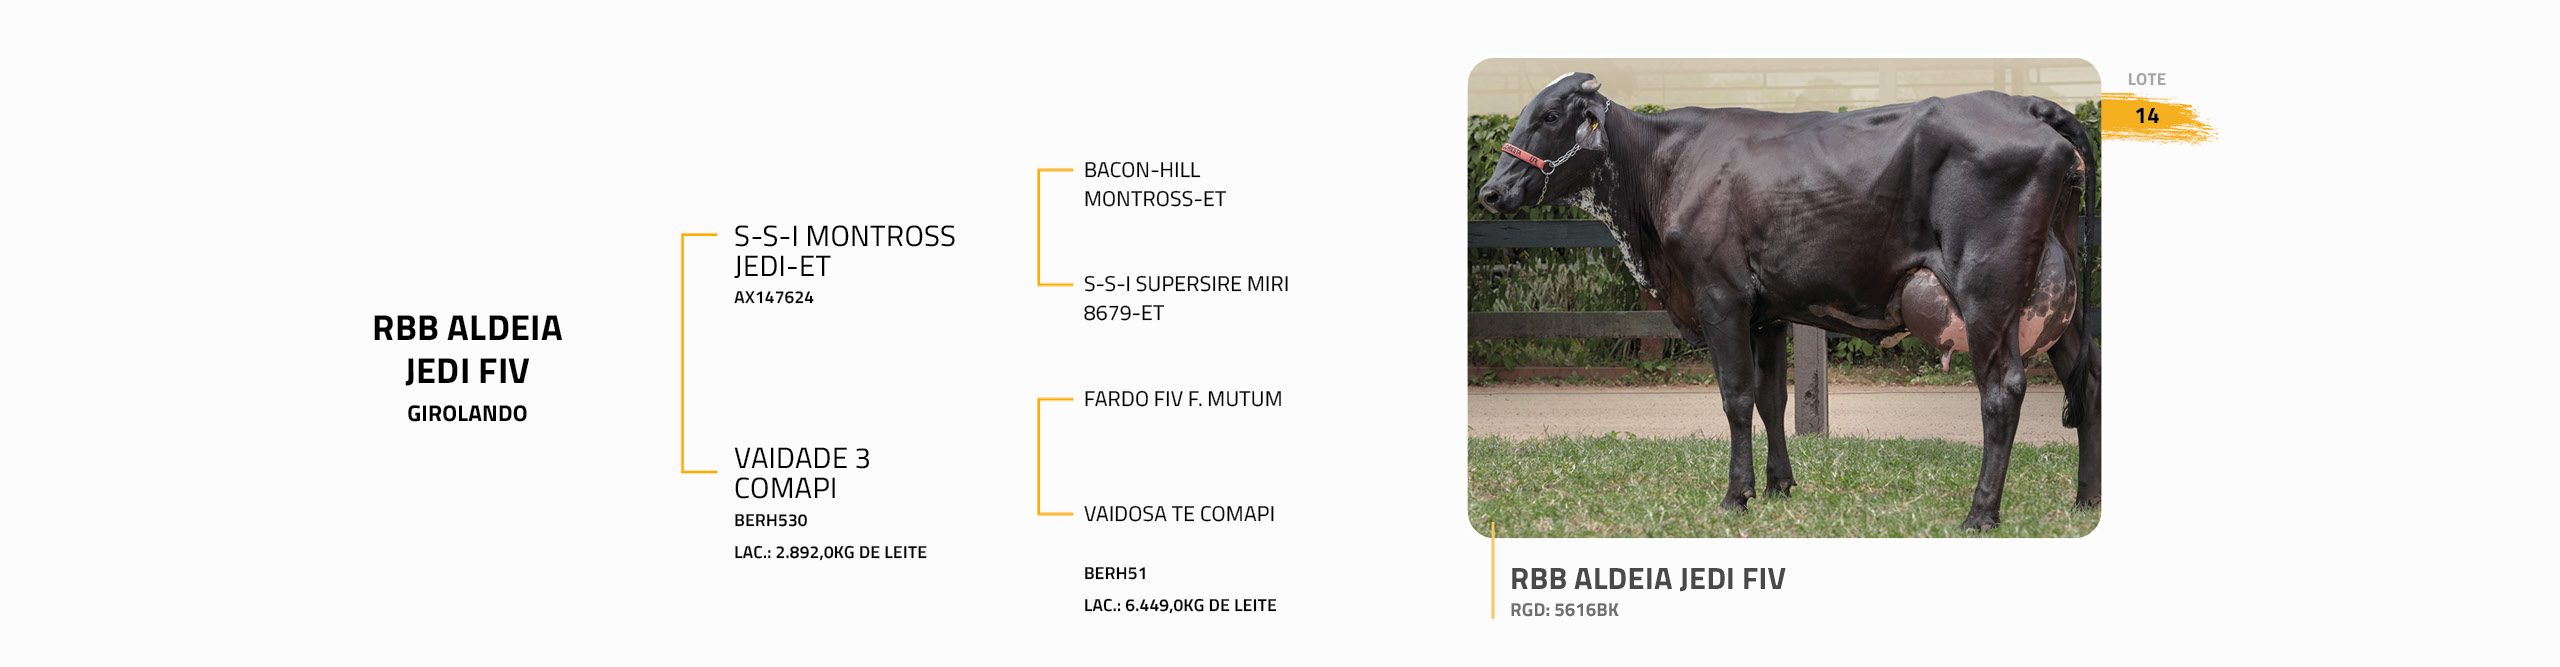 RBB ALDEIA
JEDI FIV
GIROLANDO
S-S-I MONTROSS
JEDI-ET
AX147624
VAIDADE 3
COMAPI
BERH530
LAC.: 2.892,0KG DE LEITE
BACON-HILL
MONTROSS-ET
S-S-I SUPERSIRE MIRI
8679-ET
FARDO FIV F. MUTUM
VAIDOSA TE COMAPI
BERH51
LAC.: 6.449,0KG DE LEITE
LOTE
14
RBB ALDEIA JEDI FIV
RGD: 5616BK